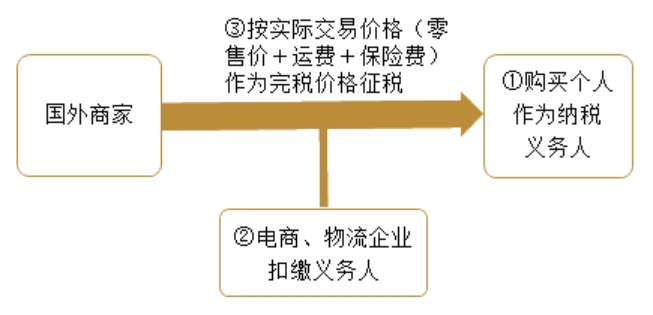 ③按实际交易价格（零
售价＋运费＋保险费）
作为完税价格征税
国外商家
①购买个人
作为纳税
义务人
②电商、物流企业
扣缴义务人